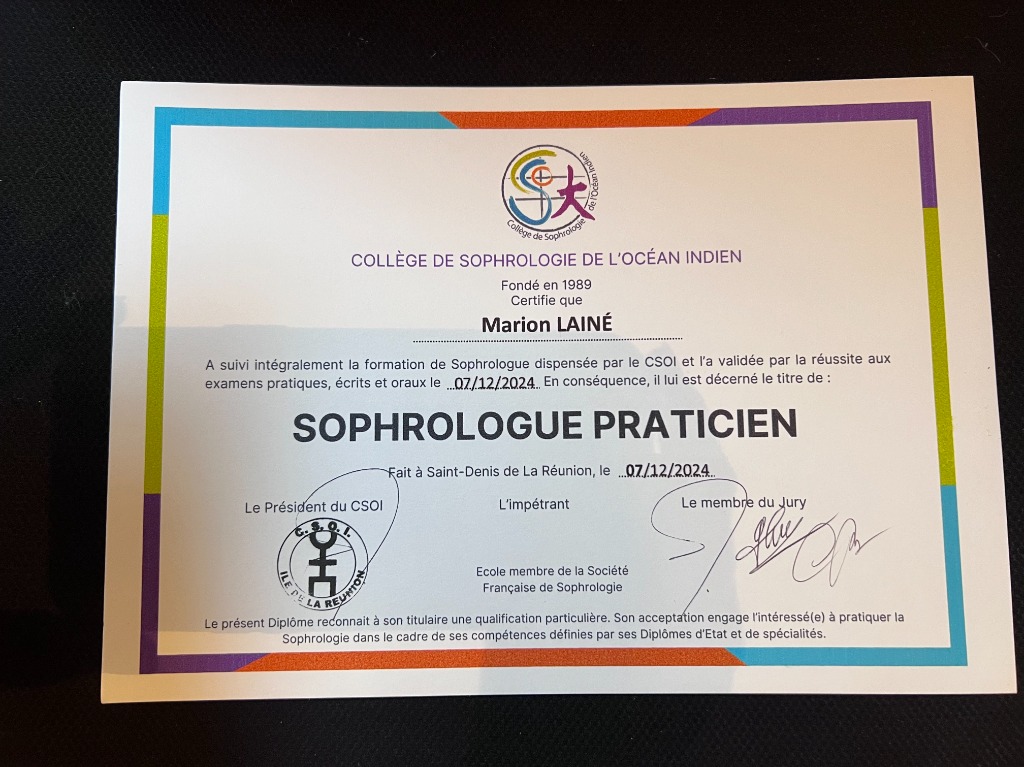 Collège de Sophrologie de l'Océan Indien
COLLÈGE DE SOPHROLOGIE DE L'OCÉAN INDIEN
Fondé en 1989
Certifie que
Marion LAINÉ
A suivi intégralement la formation de Sophrologue dispensée par le CSOI et l'a validée par la réussite aux
examens pratiques, écrits et oraux le 07/12/2024 En conséquence, il lui est décerné le titre de :
SOPHROLOGUE PRATICIEN
Fait à Saint-Denis de La Réunion, le 07/12/2024
Le Président du CSOI
L'impétrant
Le membre du Jury
C.S.O.I.
ILE DE LA REUNION
Ecole membre de la Société
Française de Sophrologie
Le présent Diplôme reconnait à son titulaire une qualification particulière. Son acceptation engage l'intéressé(e) à pratiquer la
Sophrologie dans le cadre de ses compétences définies par ses Diplômes d'Etat et de spécialités.